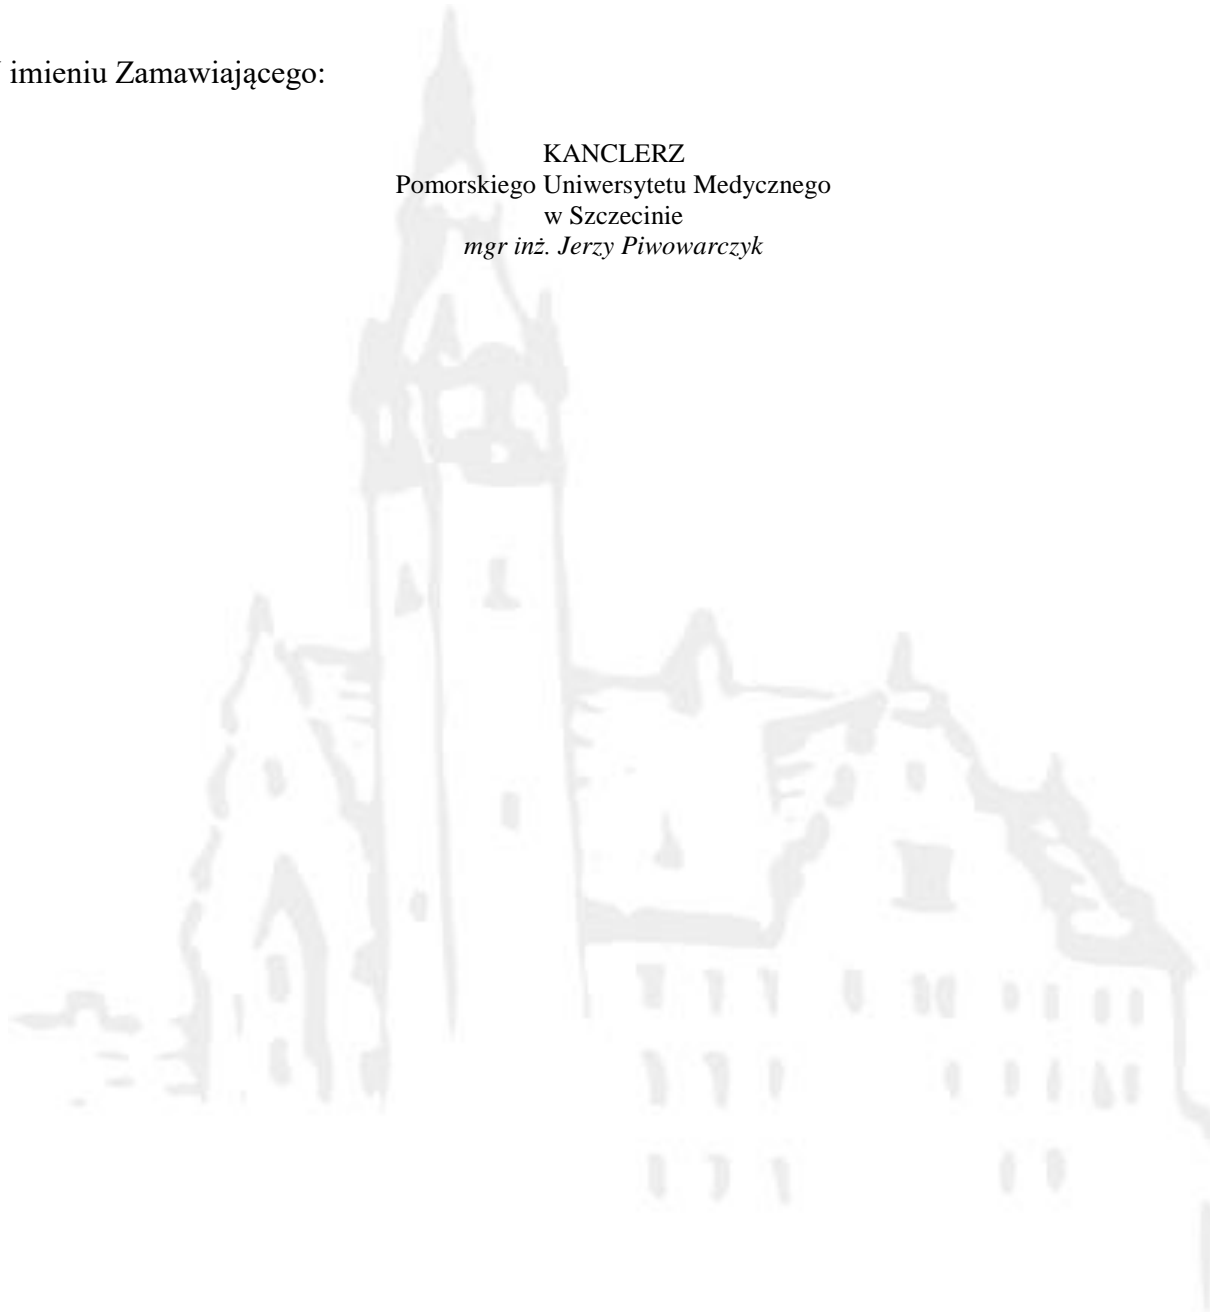 imieniu Zamawiającego:
KANCLERZ
Pomorskiego Uniwersytetu Medycznego
w Szczecinie
mgr inż. Jerzy Piwowarczyk